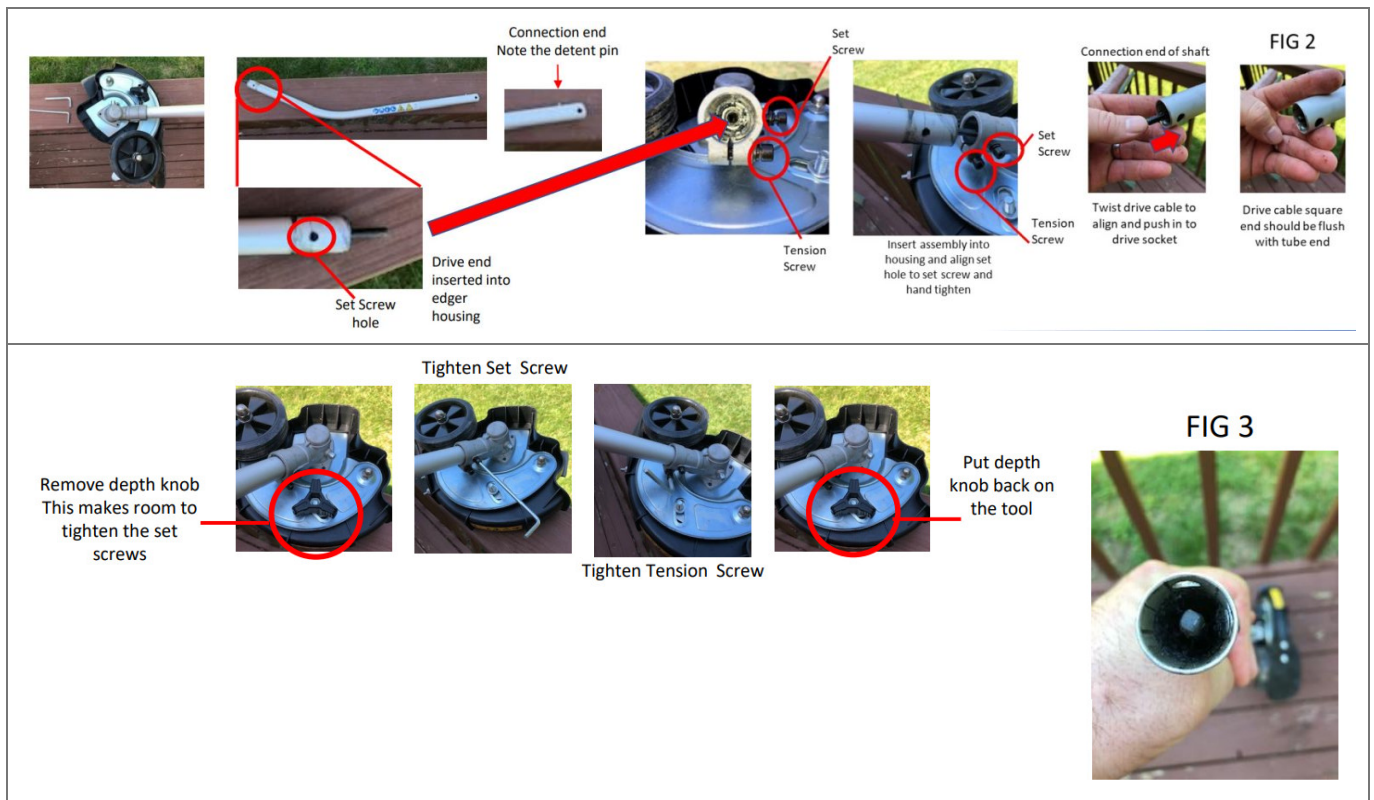 Connection end
Note the detent pin
Set
Screw
Connection end of shaft
FIG 2
Set
Screw
Tension
Screw
Tension
Screw
Insert assembly into
housing and align set
hole to set screw and
hand tighten
Twist drive cable to
align and push in to
drive socket
Drive cable square
end should be flush
with tube end
Drive end
inserted into
edger
housing
Set Screw
hole
Tighten Set Screw
Remove depth knob
This makes room to
tighten the set
screws
Put depth
knob back on
the tool
Tighten Tension Screw
FIG 3